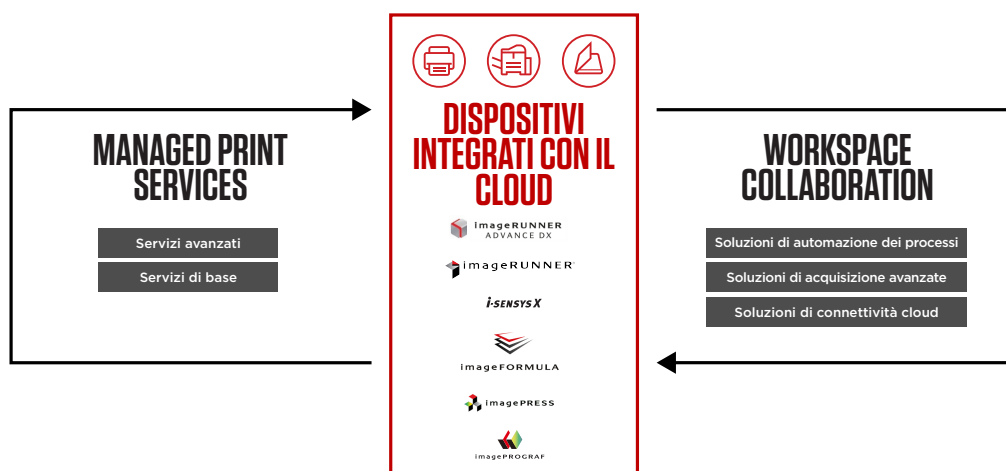 MANAGED PRINT
SERVICES
Servizi avanzati
Servizi di base
DISPOSITIVI
INTEGRATI CON IL
CLOUD
imageRUNNER
ADVANCE DX
imageRUNNER
i-SENSYS X
imageFORMULA
imagePRESS
imagePROGRAF
WORKSPACE
COLLABORATION
Soluzioni di automazione dei processi
Soluzioni di acquisizione avanzate
Soluzioni di connettività cloud